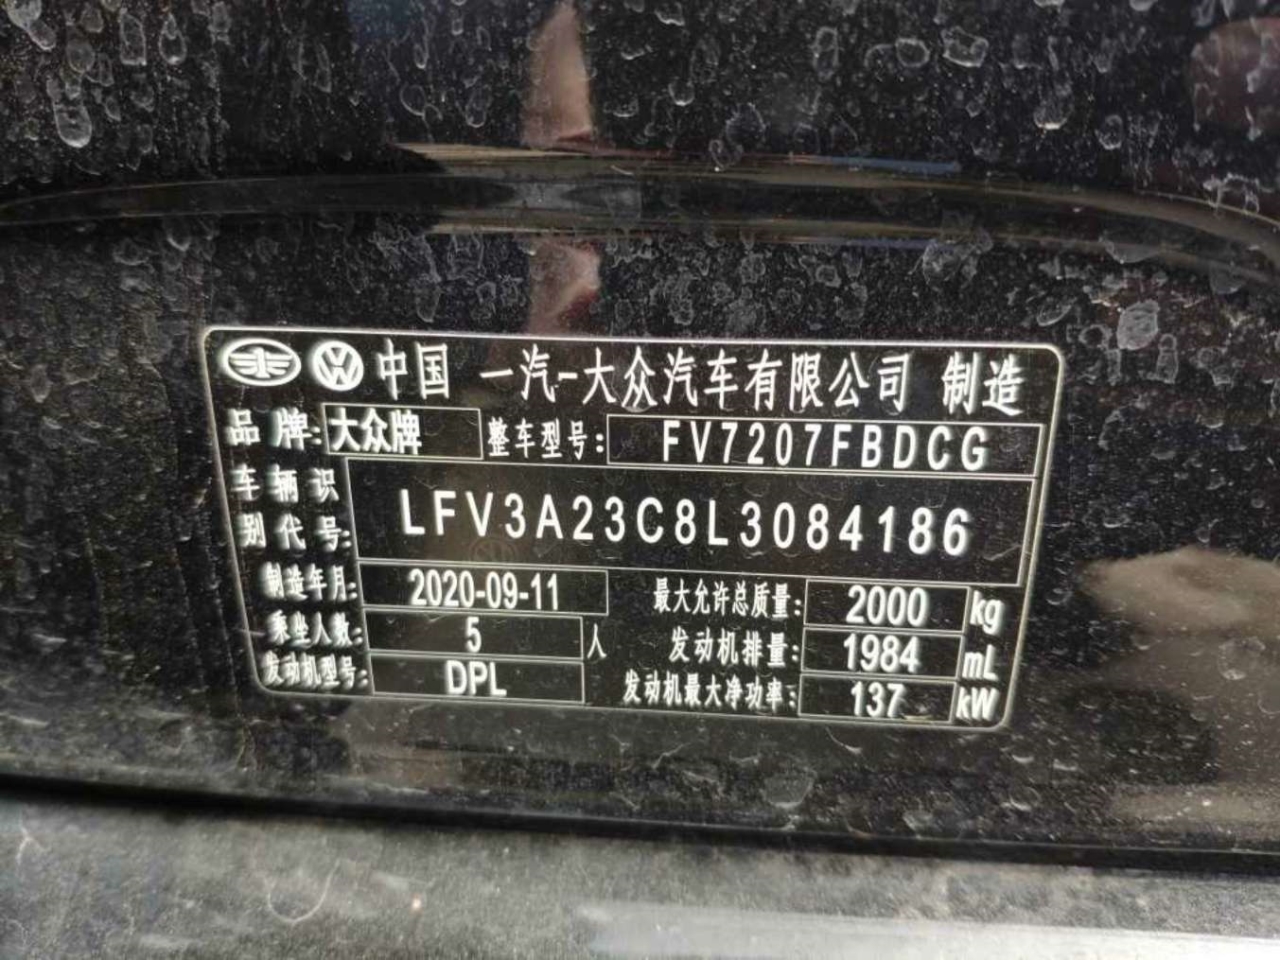 中国 一汽-大众汽车有限公司 制造
品牌: 大众牌 整车型号: FV7207FBDCG
车辆识
别代号: LFV3A23C8L3084186
制造年月: 2020-09-11 最大允许总质量: 2000 kg
乘坐人数: 5 人 发动机排量: 1984 mL
发动机型号: DPL 发动机最大净功率: 137 kW